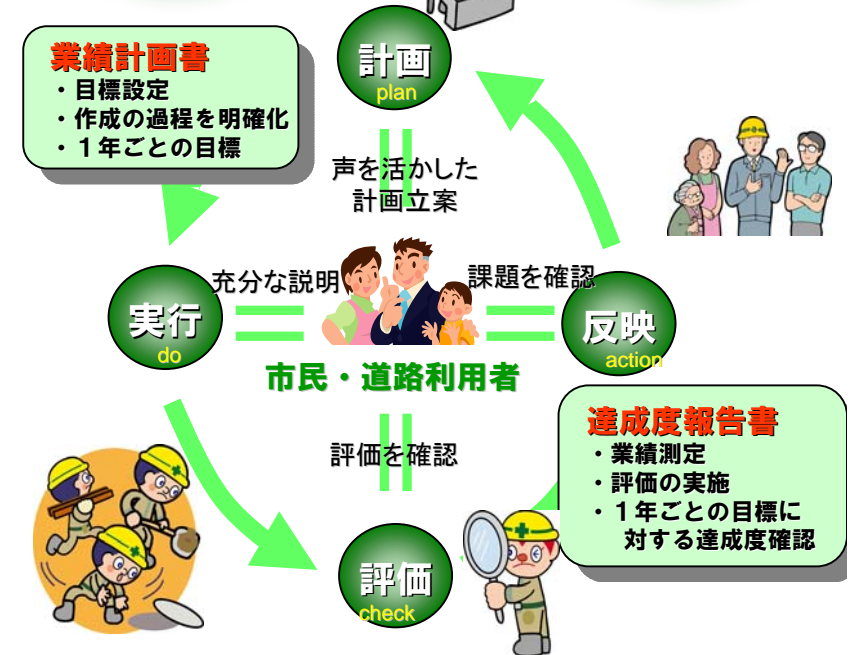 業績計画書
・目標設定
・作成の過程を明確化
・１年ごとの目標
計画
plan
声を活かした
計画立案
充分な説明
課題を確認
実行
do
反映
action
市民・道路利用者
評価を確認
達成度報告書
・業績測定
・評価の実施
・１年ごとの目標に
対する達成度確認
評価
check